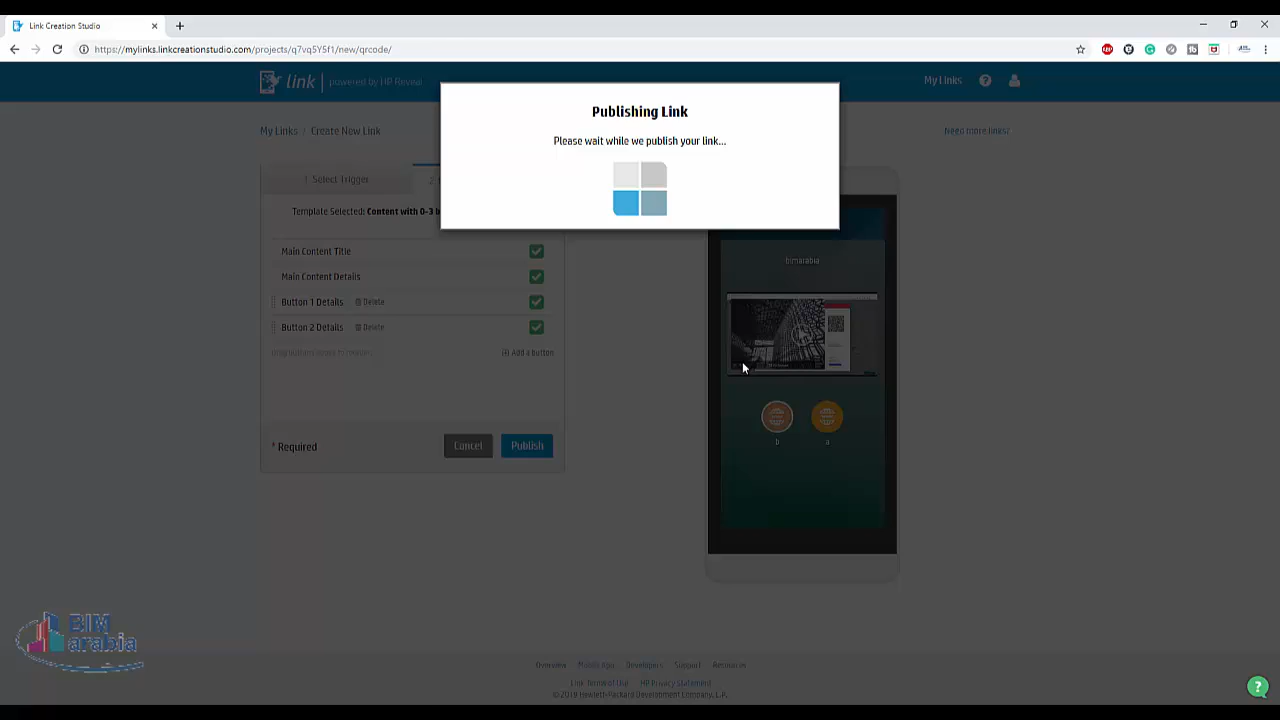 Link Creation Studio
https://mylinks.linkcreationstudio.com/projects/q7vq5Y5f1/new/qrcode/
link | powered by HP Reveal
My Links
Publishing Link
Please wait while we publish your link...
My Links / Create New Link
Need more links?
1. Select Trigger
2.
Template Selected: Content with 0-3 b
Main Content Title
Main Content Details
Button 1 Details Delete
Button 2 Details Delete
Add a button
* Required
Cancel
Publish
bimarabia
b
a
BIM
arabia
Overview Mobile App Developers Support Resources
Link Terms of Use HP Privacy Statement
© 2019 Hewlett-Packard Development Company, L.P.
?